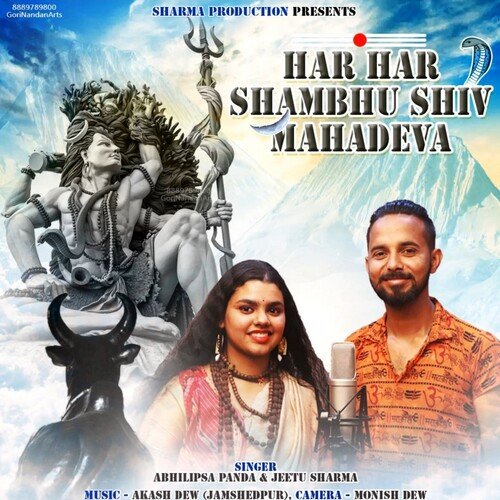 8889789800
GoriNandanArts
SHARMA PRODUCTION PRESENTS
HAR HAR
SHAMBHU SHIV
MAHADEVA
SINGER
ABHILIPSA PANDA & JEETU SHARMA
MUSIC - AKASH DEW (JAMSHEDPUR), CAMERA - MONISH DEW